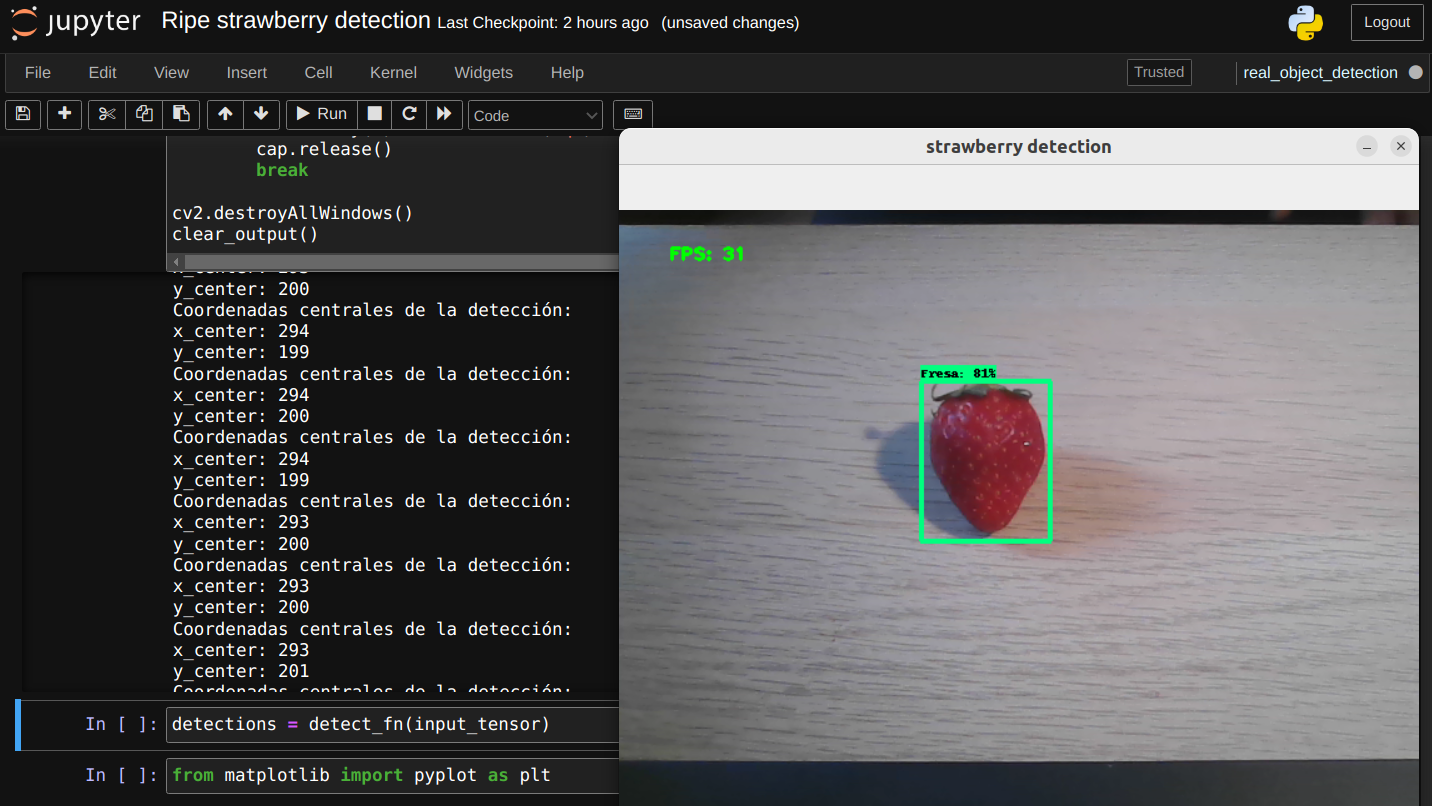 jupyter Ripe strawberry detection Last Checkpoint: 2 hours ago (unsaved changes) Logout
File Edit View Insert Cell Kernel Widgets Help Trusted real_object_detection
Run Code
cap.release()
break
cv2.destroyAllWindows()
clear_output()
y_center: 200
Coordenadas centrales de la detección:
x_center: 294
y_center: 199
Coordenadas centrales de la detección:
x_center: 294
y_center: 200
Coordenadas centrales de la detección:
x_center: 294
y_center: 199
Coordenadas centrales de la detección:
x_center: 293
y_center: 200
Coordenadas centrales de la detección:
x_center: 293
y_center: 200
Coordenadas centrales de la detección:
x_center: 293
y_center: 201
Coordenadas centrales de la detección:
In [ ]: detections = detect_fn(input_tensor)
In [ ]: from matplotlib import pyplot as plt
strawberry detection
FPS: 31
Fresa: 81%